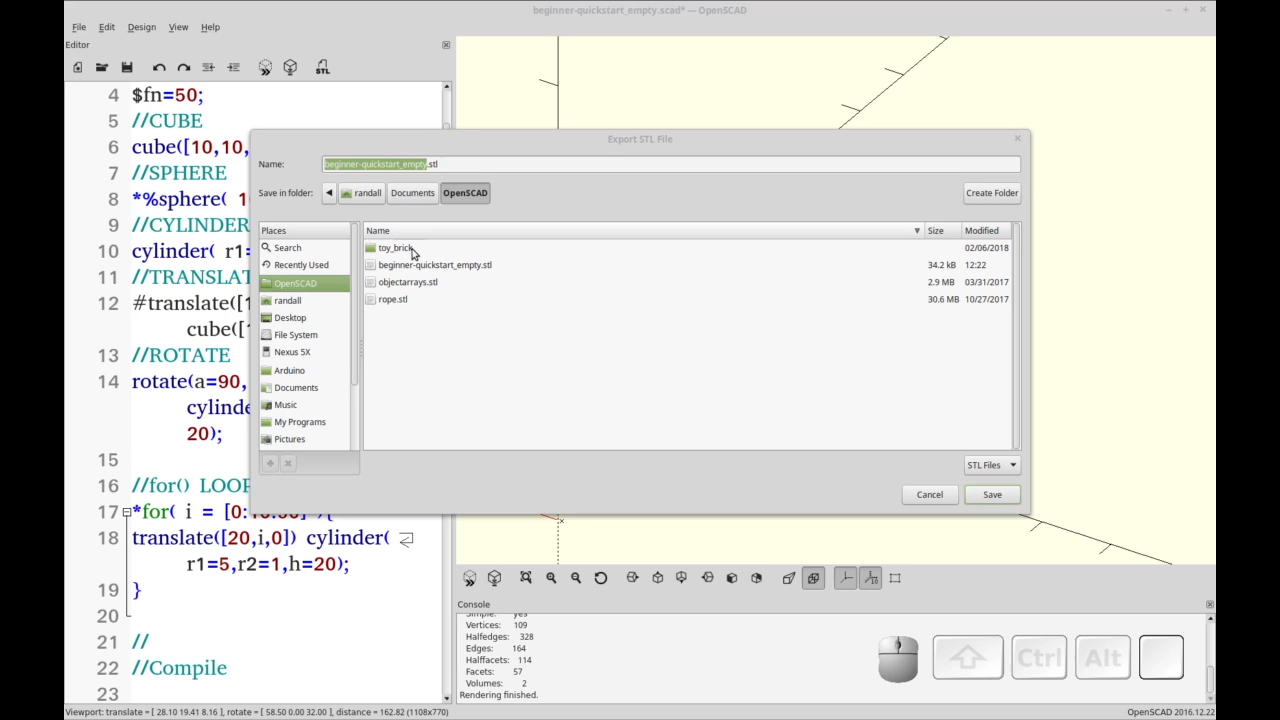 beginner-quickstart_empty.scad* — OpenSCAD
File Edit Design View Help
Editor
STL
4 $fn=50;
5 //CUBE
6 cube([10,10,
7 //SPHERE
8 *%sphere( 1
9 //CYLINDER
10 cylinder( r1=
11 //TRANSLAT
12 #translate([1
cube([
13 //ROTATE
14 rotate(a=90,
cylinde
20);
15
16 //for() LOOP
17 *for( i = [0:10:50] ){
18 translate([20,i,0]) cylinder(
r1=5,r2=1,h=20);
19 }
20
21 //
22 //Compile
23
Export STL File
Name: beginner-quickstart_empty.stl
Save in folder: randall Documents OpenSCAD Create Folder
Places
Search
Recently Used
OpenSCAD
randall
Desktop
File System
Nexus 5X
Arduino
Documents
Music
My Programs
Pictures
Name Size Modified
toy_brick 02/06/2018
beginner-quickstart_empty.stl 34.2 kB 12:22
objectarrays.stl 2.9 MB 03/31/2017
rope.stl 30.6 MB 10/27/2017
STL Files
Cancel Save
Console
Simple: yes
Vertices: 109
Halfedges: 328
Edges: 164
Halffacets: 114
Facets: 57
Volumes: 2
Rendering finished.
Ctrl Alt
Viewport: translate = [ 28.10 19.41 8.16 ], rotate = [ 58.50 0.00 32.00 ], distance = 162.82 (1108x770)
OpenSCAD 2016.12.22